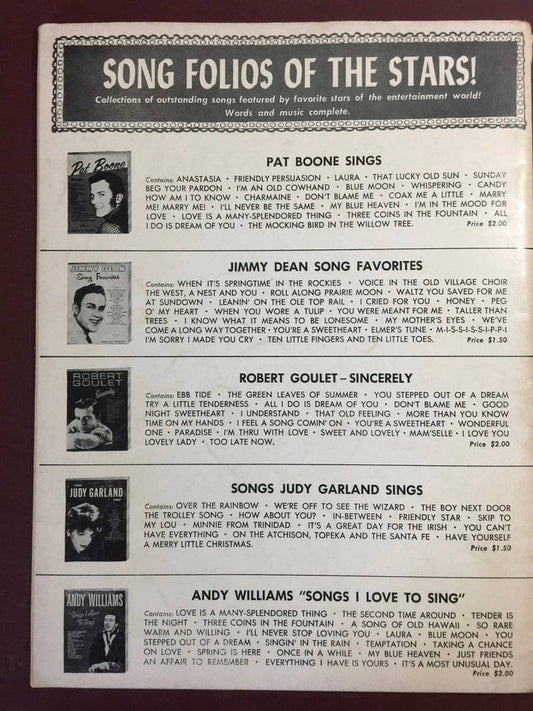 SONG FOLIOS OF THE STARS!
Collections of outstanding songs featured by favorite stars of the entertainment world!
Words and music complete.
Pat Boone
PAT BOONE SINGS
Contains: ANASTASIA • FRIENDLY PERSUASION • LAURA • THAT LUCKY OLD SUN • SUNDAY
BEG YOUR PARDON • I'M AN OLD COWHAND • BLUE MOON • WHISPERING • CANDY
HOW AM I TO KNOW • CHARMAINE • DON'T BLAME ME • COAX ME A LITTLE • MARRY
ME! MARRY ME! • I'LL NEVER BE THE SAME • MY BLUE HEAVEN • I'M IN THE MOOD FOR
LOVE • LOVE IS A MANY-SPLENDORED THING • THREE COINS IN THE FOUNTAIN • ALL
I DO IS DREAM OF YOU • THE MOCKING BIRD IN THE WILLOW TREE. Price $2.00
JIMMY DEAN
Song Favorites
JIMMY DEAN SONG FAVORITES
Contains: WHEN IT'S SPRINGTIME IN THE ROCKIES • VOICE IN THE OLD VILLAGE CHOIR
THE WEST, A NEST AND YOU • ROLL ALONG PRAIRIE MOON • WALTZ YOU SAVED FOR ME
AT SUNDOWN • LEANIN' ON THE OLE TOP RAIL • I CRIED FOR YOU • HONEY • PEG
O' MY HEART • WHEN YOU WORE A TULIP • YOU WERE MEANT FOR ME • TALLER THAN
TREES • I KNOW WHAT IT MEANS TO BE LONESOME • MY MOTHER'S EYES • WE'VE
COME A LONG WAY TOGETHER • YOU'RE A SWEETHEART • ELMER'S TUNE • M-I-S-S-I-S-S-I-P-P-I
I'M SORRY I MADE YOU CRY • TEN LITTLE FINGERS AND TEN LITTLE TOES. Price $1.50
ROBERT
GOULET
Sincerely
ROBERT GOULET – SINCERELY
Contains: EBB TIDE • THE GREEN LEAVES OF SUMMER • YOU STEPPED OUT OF A DREAM
TRY A LITTLE TENDERNESS • ALL I DO IS DREAM OF YOU • DON'T BLAME ME • GOOD
NIGHT SWEETHEART • I UNDERSTAND • THAT OLD FEELING • MORE THAN YOU KNOW
TIME ON MY HANDS • I FEEL A SONG COMIN' ON • YOU'RE A SWEETHEART • WONDERFUL
ONE • PARADISE • I'M THRU WITH LOVE • SWEET AND LOVELY • MAM'SELLE • I LOVE YOU
LOVELY LADY • TOO LATE NOW. Price $2.00
JUDY GARLAND
SONGS JUDY GARLAND SINGS
Contains: OVER THE RAINBOW • WE'RE OFF TO SEE THE WIZARD • THE BOY NEXT DOOR
THE TROLLEY SONG • HOW ABOUT YOU? • IN-BETWEEN • FRIENDLY STAR • SKIP TO
MY LOU • MINNIE FROM TRINIDAD • IT'S A GREAT DAY FOR THE IRISH • YOU CAN'T
HAVE EVERYTHING • ON THE ATCHISON, TOPEKA AND THE SANTA FE • HAVE YOURSELF
A MERRY LITTLE CHRISTMAS. Price $1.50
ANDY WILLIAMS
"Songs I Love
To Sing"
ANDY WILLIAMS "SONGS I LOVE TO SING"
Contains: LOVE IS A MANY-SPLENDORED THING • THE SECOND TIME AROUND • TENDER IS
THE NIGHT • THREE COINS IN THE FOUNTAIN • A SONG OF OLD HAWAII • SO RARE
WARM AND WILLING • I'LL NEVER STOP LOVING YOU • LAURA • BLUE MOON • YOU
STEPPED OUT OF A DREAM • SINGIN' IN THE RAIN • TEMPTATION • TAKING A CHANCE
ON LOVE • SPRING IS HERE • ONCE IN A WHILE • MY BLUE HEAVEN • JUST FRIENDS
AN AFFAIR TO REMEMBER • EVERYTHING I HAVE IS YOURS • IT'S A MOST UNUSUAL DAY.
Price $2.00